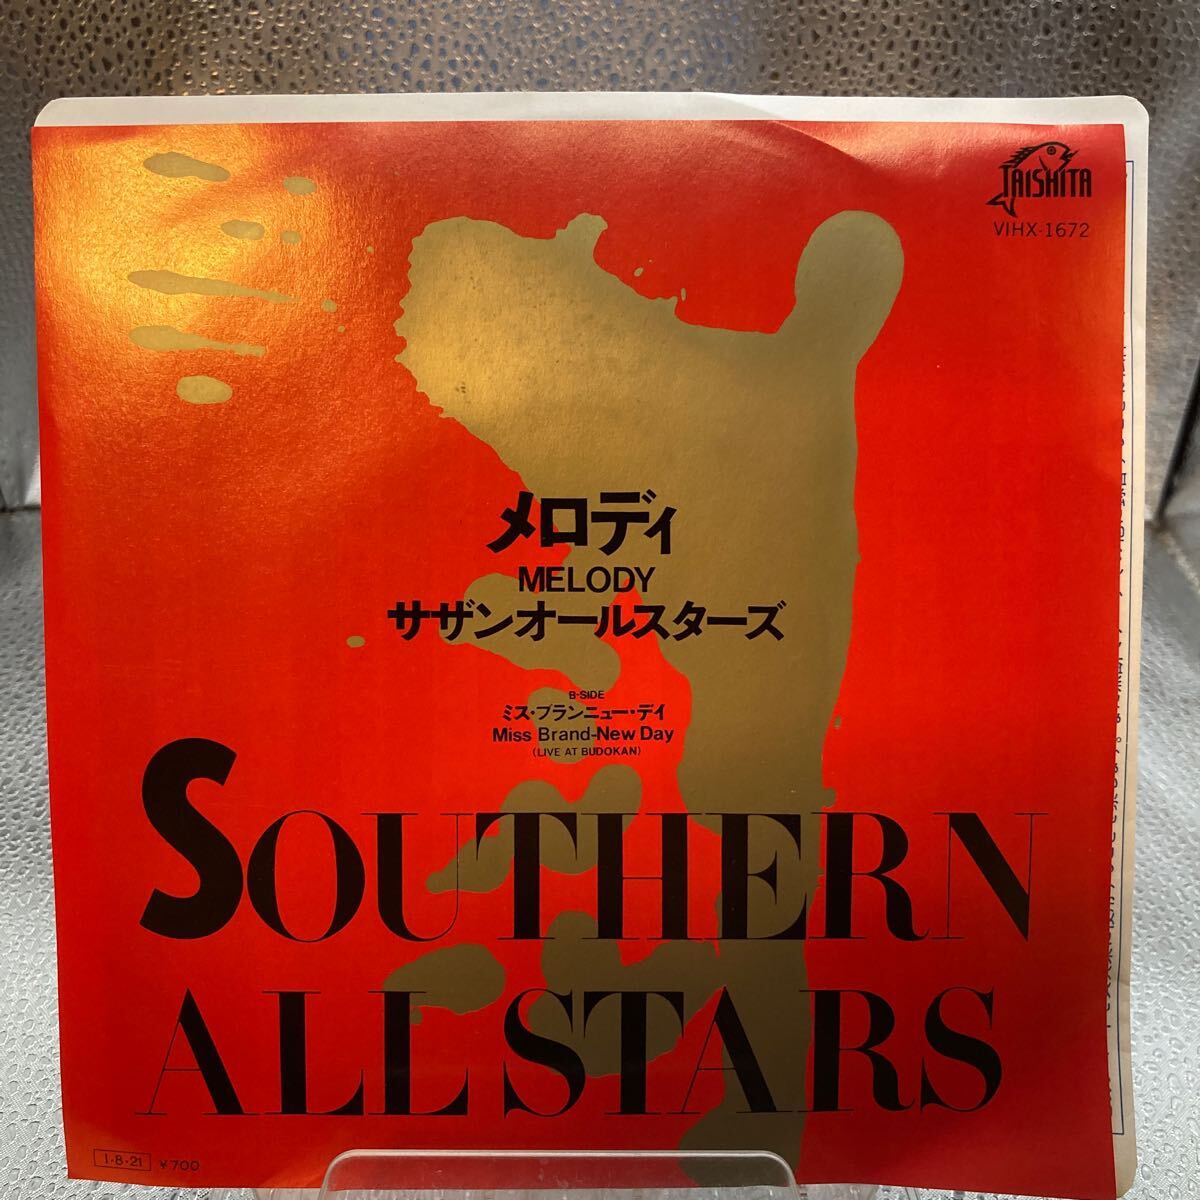 TAISHITA
VIHX-1672
メロディ
MELODY
サザンオールスターズ
B-SIDE
ミス・ブランニュー・デイ
Miss Brand-New Day
(LIVE AT BUDOKAN)
SOUTHERN
ALL STARS
1・8・21 ¥700